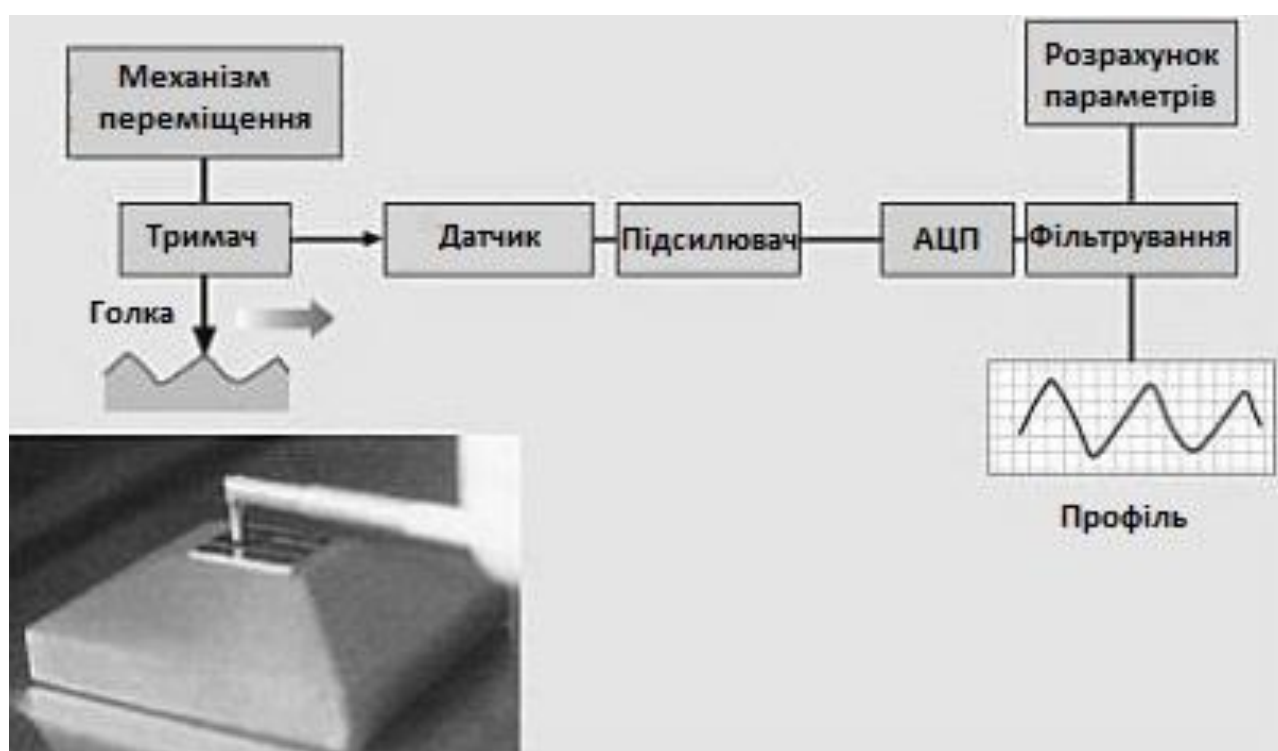 Механізм
переміщення
Розрахунок
параметрів
Тримач
Датчик
Підсилювач
АЦП
Фільтрування
Голка
Профіль